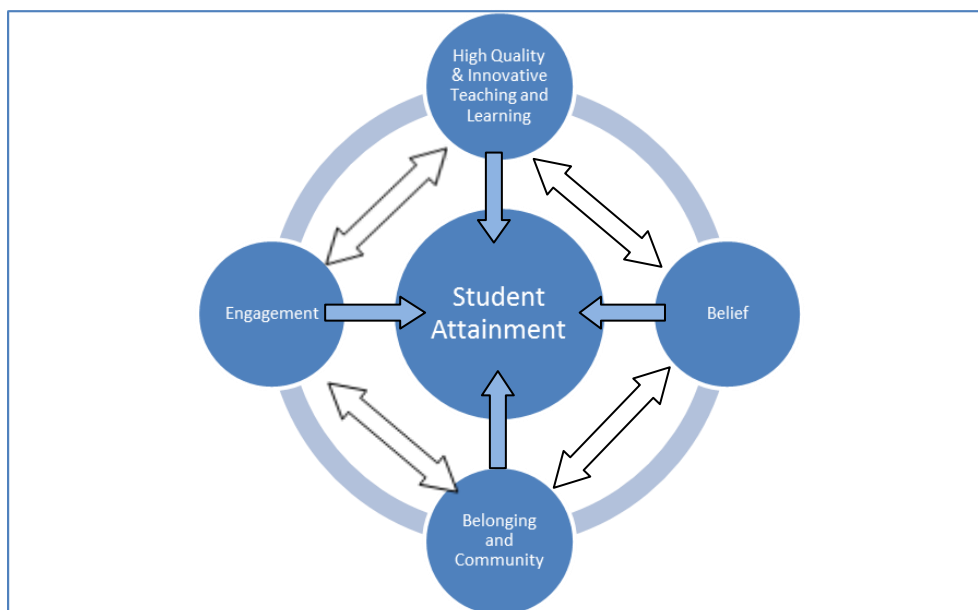 High Quality
& Innovative
Teaching and
Learning
Engagement
Student
Attainment
Belief
Belonging
and
Community